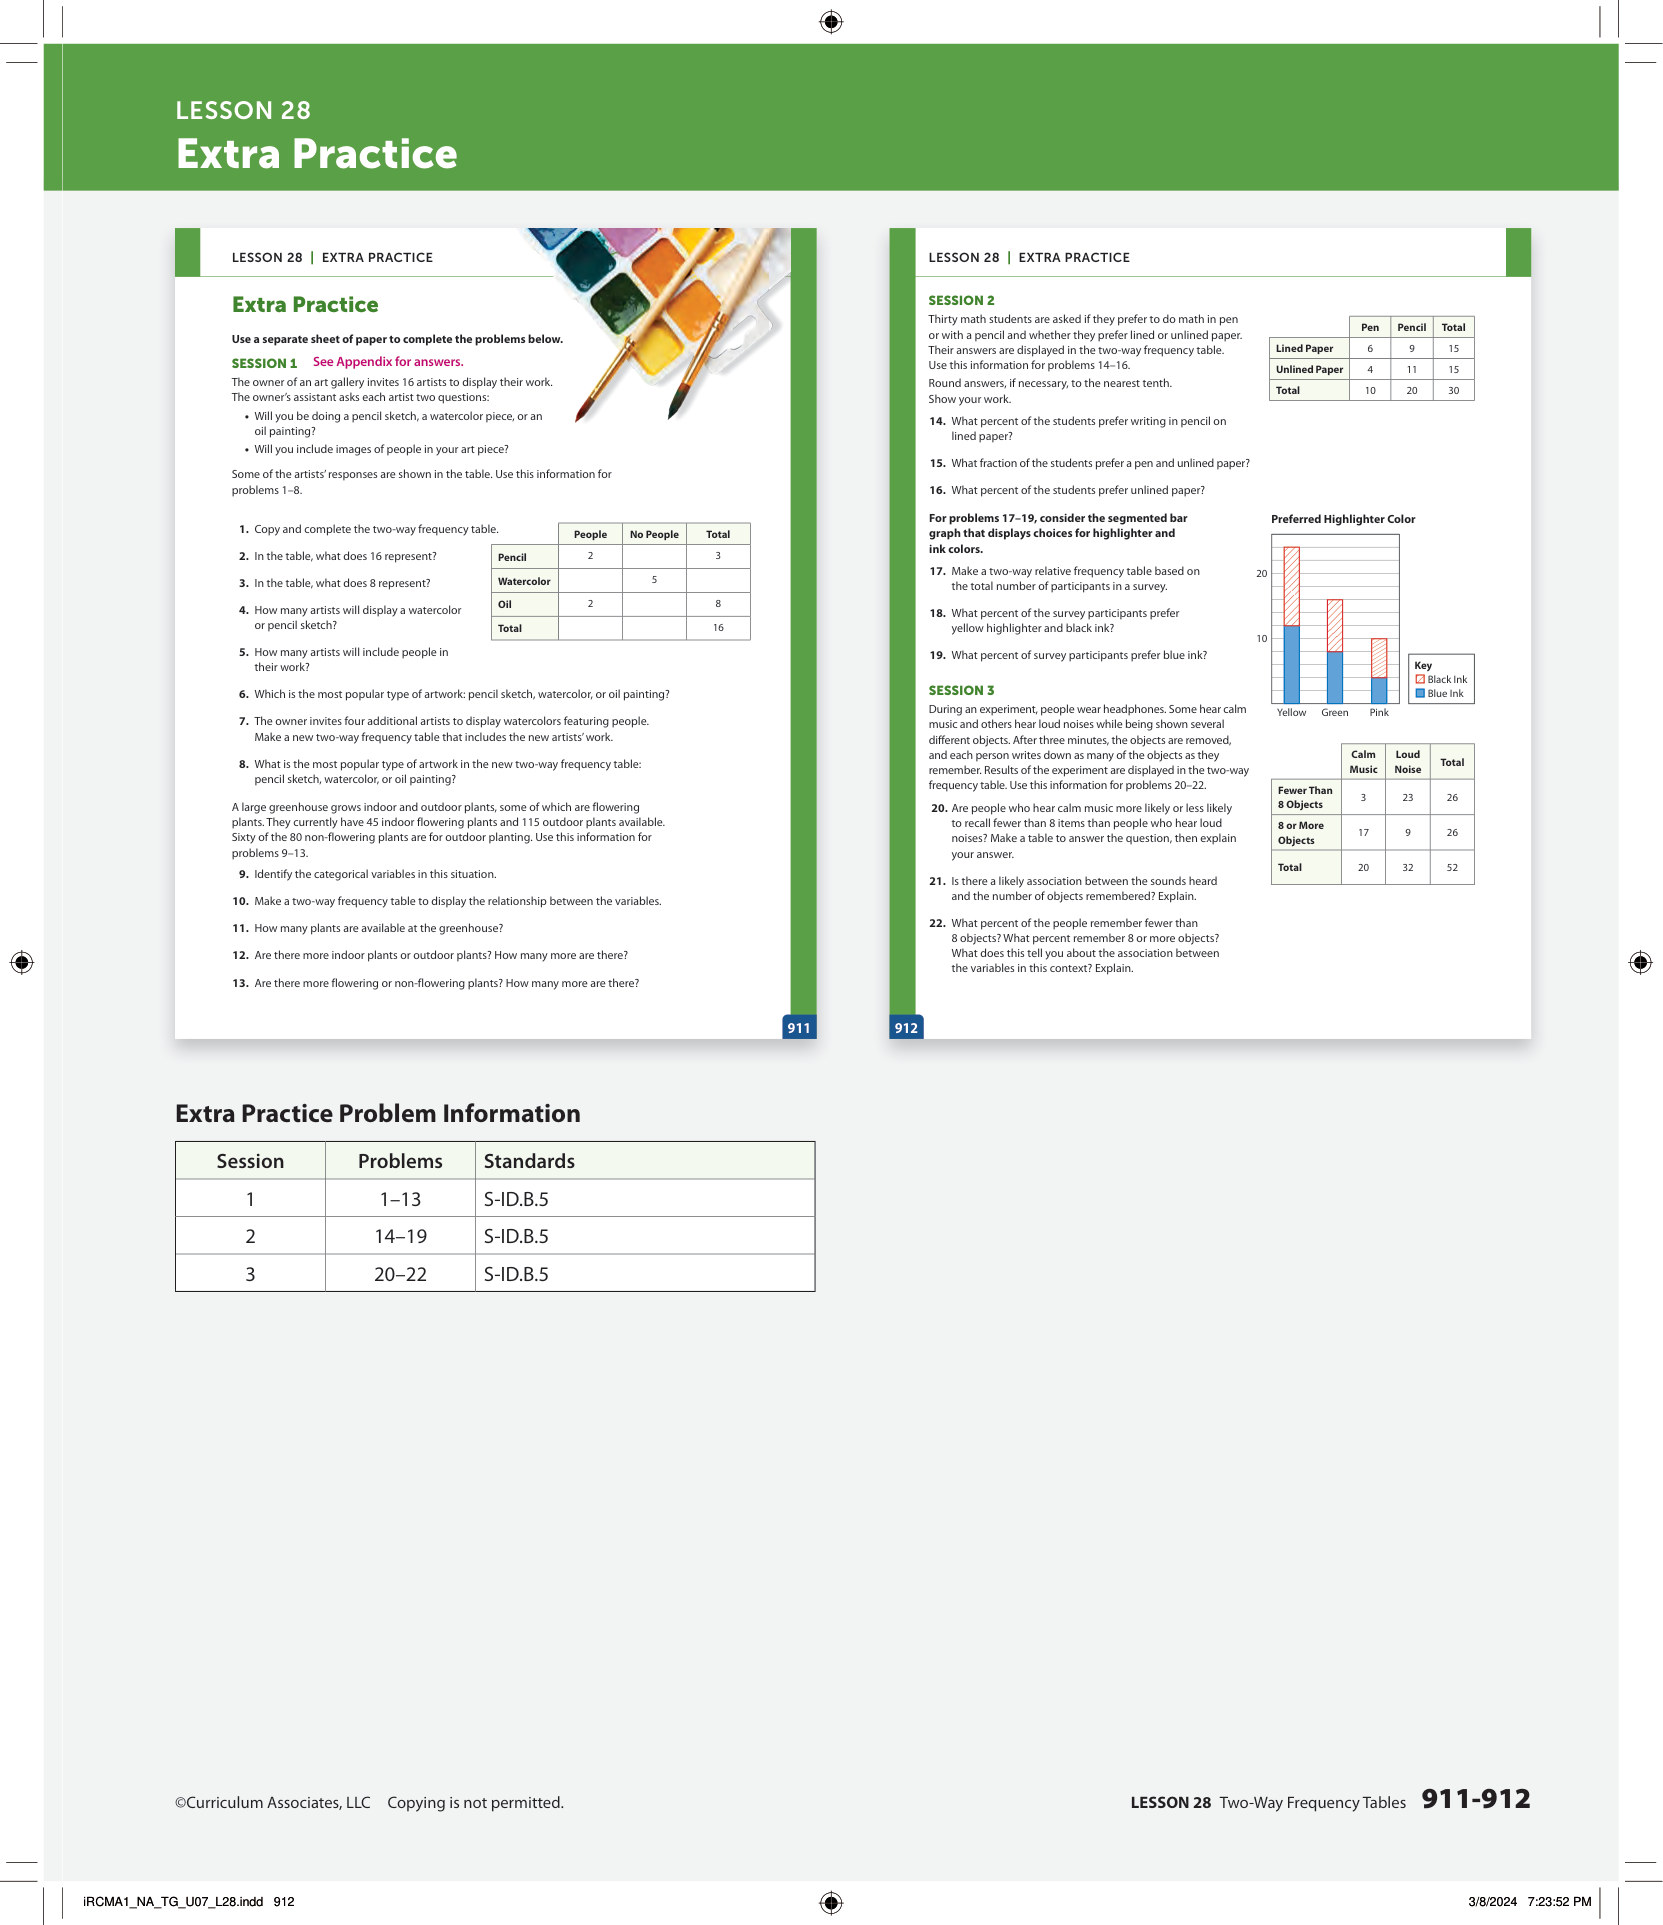 LESSON 28
Extra Practice
LESSON 28 | EXTRA PRACTICE
Extra Practice
Use a separate sheet of paper to complete the problems below.
SESSION 1 See Appendix for answers.
The owner of an art gallery invites 16 artists to display their work.
The owner's assistant asks each artist two questions:
• Will you be doing a pencil sketch, a watercolor piece, or an
oil painting?
• Will you include images of people in your art piece?
Some of the artists' responses are shown in the table. Use this information for
problems 1–8.
1. Copy and complete the two-way frequency table.
2. In the table, what does 16 represent?
3. In the table, what does 8 represent?
4. How many artists will display a watercolor
or pencil sketch?
5. How many artists will include people in
their work?
People No People Total
Pencil 2 3
Watercolor 5
Oil 2 8
Total 16
6. Which is the most popular type of artwork: pencil sketch, watercolor, or oil painting?
7. The owner invites four additional artists to display watercolors featuring people.
Make a new two-way frequency table that includes the new artists' work.
8. What is the most popular type of artwork in the new two-way frequency table:
pencil sketch, watercolor, or oil painting?
A large greenhouse grows indoor and outdoor plants, some of which are flowering
plants. They currently have 45 indoor flowering plants and 115 outdoor plants available.
Sixty of the 80 non-flowering plants are for outdoor planting. Use this information for
problems 9–13.
9. Identify the categorical variables in this situation.
10. Make a two-way frequency table to display the relationship between the variables.
11. How many plants are available at the greenhouse?
12. Are there more indoor plants or outdoor plants? How many more are there?
13. Are there more flowering or non-flowering plants? How many more are there?
911
LESSON 28 | EXTRA PRACTICE
SESSION 2
Thirty math students are asked if they prefer to do math in pen
or with a pencil and whether they prefer lined or unlined paper.
Their answers are displayed in the two-way frequency table.
Use this information for problems 14–16.
Round answers, if necessary, to the nearest tenth.
Show your work.
Pen Pencil Total
Lined Paper 6 9 15
Unlined Paper 4 11 15
Total 10 20 30
14. What percent of the students prefer writing in pencil on
lined paper?
15. What fraction of the students prefer a pen and unlined paper?
16. What percent of the students prefer unlined paper?
For problems 17–19, consider the segmented bar
graph that displays choices for highlighter and
ink colors.
17. Make a two-way relative frequency table based on
the total number of participants in a survey.
18. What percent of the survey participants prefer
yellow highlighter and black ink?
19. What percent of survey participants prefer blue ink?
Preferred Highlighter Color
20
10
Yellow Green Pink
Key
Black Ink
Blue Ink
SESSION 3
During an experiment, people wear headphones. Some hear calm
music and others hear loud noises while being shown several
different objects. After three minutes, the objects are removed,
and each person writes down as many of the objects as they
remember. Results of the experiment are displayed in the two-way
frequency table. Use this information for problems 20–22.
20. Are people who hear calm music more likely or less likely
to recall fewer than 8 items than people who hear loud
noises? Make a table to answer the question, then explain
your answer.
21. Is there a likely association between the sounds heard
and the number of objects remembered? Explain.
22. What percent of the people remember fewer than
8 objects? What percent remember 8 or more objects?
What does this tell you about the association between
the variables in this context? Explain.
Calm Loud Total
Music Noise
Fewer Than
8 Objects 3 23 26
8 or More
Objects 17 9 26
Total 20 32 52
912
Extra Practice Problem Information
Session Problems Standards
1 1–13 S-ID.B.5
2 14–19 S-ID.B.5
3 20–22 S-ID.B.5
©Curriculum Associates, LLC Copying is not permitted.
LESSON 28 Two-Way Frequency Tables 911-912
iRCMA1_NA_TG_U07_L28.indd 912
3/8/2024 7:23:52 PM